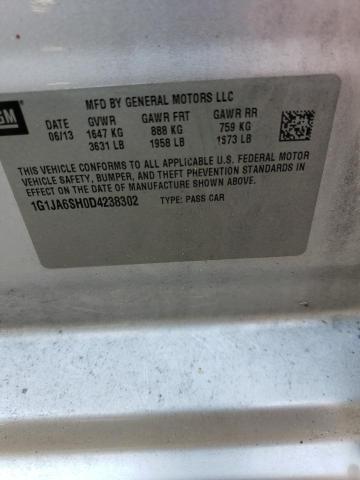 GM
MFD BY GENERAL MOTORS LLC
DATE GVWR GAWR FRT GAWR RR
06/13 1647 KG 888 KG 759 KG
3631 LB 1958 LB 1673 LB
THIS VEHICLE CONFORMS TO ALL APPLICABLE U.S. FEDERAL MOTOR
VEHICLE SAFETY, BUMPER, AND THEFT PREVENTION STANDARDS IN
EFFECT ON THE DATE OF MANUFACTURE SHOWN ABOVE.
1G1JA6SH0D4238302 TYPE: PASS CAR